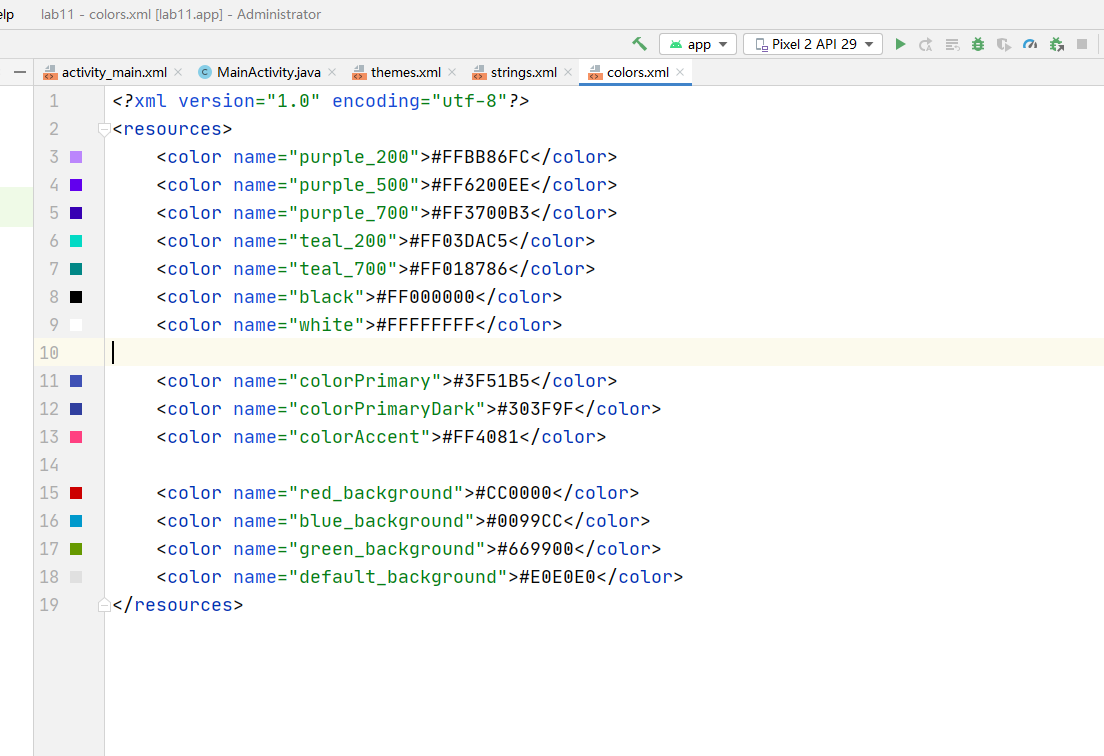 elp lab11 - colors.xml [lab11.app] - Administrator
app Pixel 2 API 29
activity_main.xml C MainActivity.java themes.xml strings.xml colors.xml
1 <?xml version="1.0" encoding="utf-8"?>
2 <resources>
3 <color name="purple_200">#FFBB86FC</color>
4 <color name="purple_500">#FF6200EE</color>
5 <color name="purple_700">#FF3700B3</color>
6 <color name="teal_200">#FF03DAC5</color>
7 <color name="teal_700">#FF018786</color>
8 <color name="black">#FF000000</color>
9 <color name="white">#FFFFFFFF</color>
10
11 <color name="colorPrimary">#3F51B5</color>
12 <color name="colorPrimaryDark">#303F9F</color>
13 <color name="colorAccent">#FF4081</color>
14
15 <color name="red_background">#CC0000</color>
16 <color name="blue_background">#0099CC</color>
17 <color name="green_background">#669900</color>
18 <color name="default_background">#E0E0E0</color>
19 </resources>